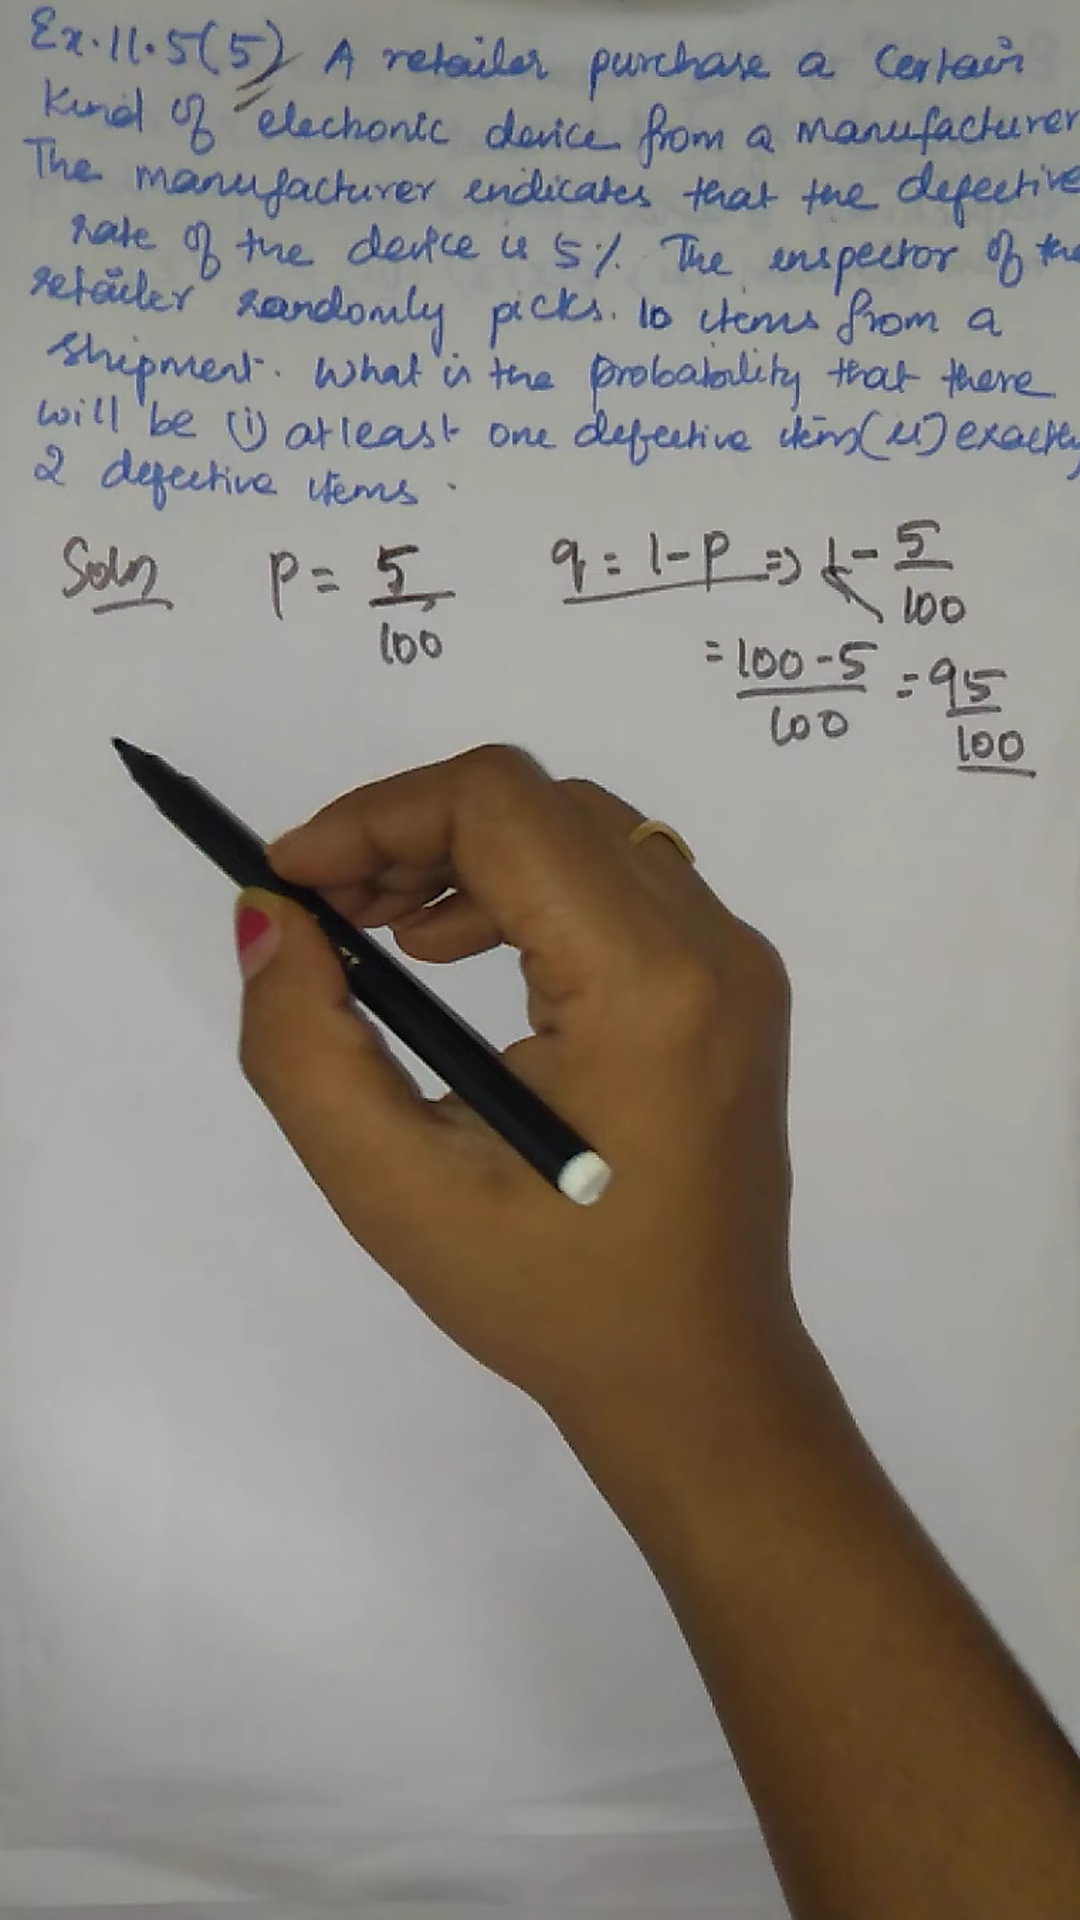 Ex.11.5(5) A retailer purchase a certain
kind of electronic device from a manufacturer
The manufacturer indicates that the defective
rate of the device is 5%. The inspector of the
retailer randomly picks. 10 items from a
shipment. What is the probability that there
will be (i) atleast one defective item (ii) exactly
2 defective items.
Soln P = 5/100 q = 1-P => 1 - 5/100
= 100-5/100 = 95/100